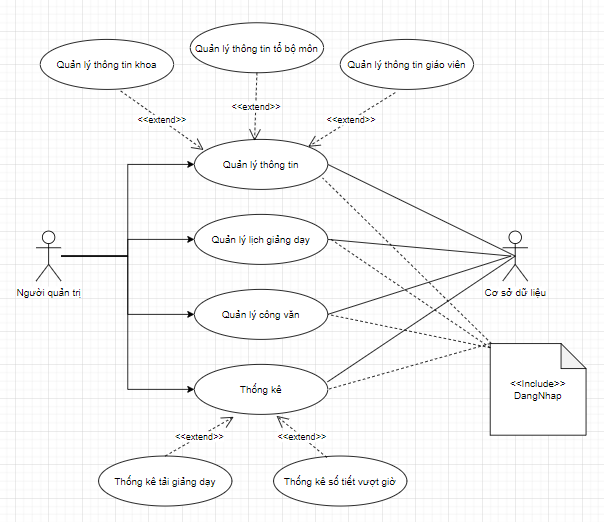 Quản lý thông tin tổ bộ môn
Quản lý thông tin khoa
Quản lý thông tin giáo viên
<<extend>>
<<extend>>
<<extend>>
Quản lý thông tin
Quản lý lịch giảng dạy
Người quản trị
Cơ sở dữ liệu
Quản lý công văn
Thống kê
<<Include>>
DangNhap
<<extend>>
<<extend>>
Thống kê tải giảng dạy
Thống kê số tiết vượt giờ